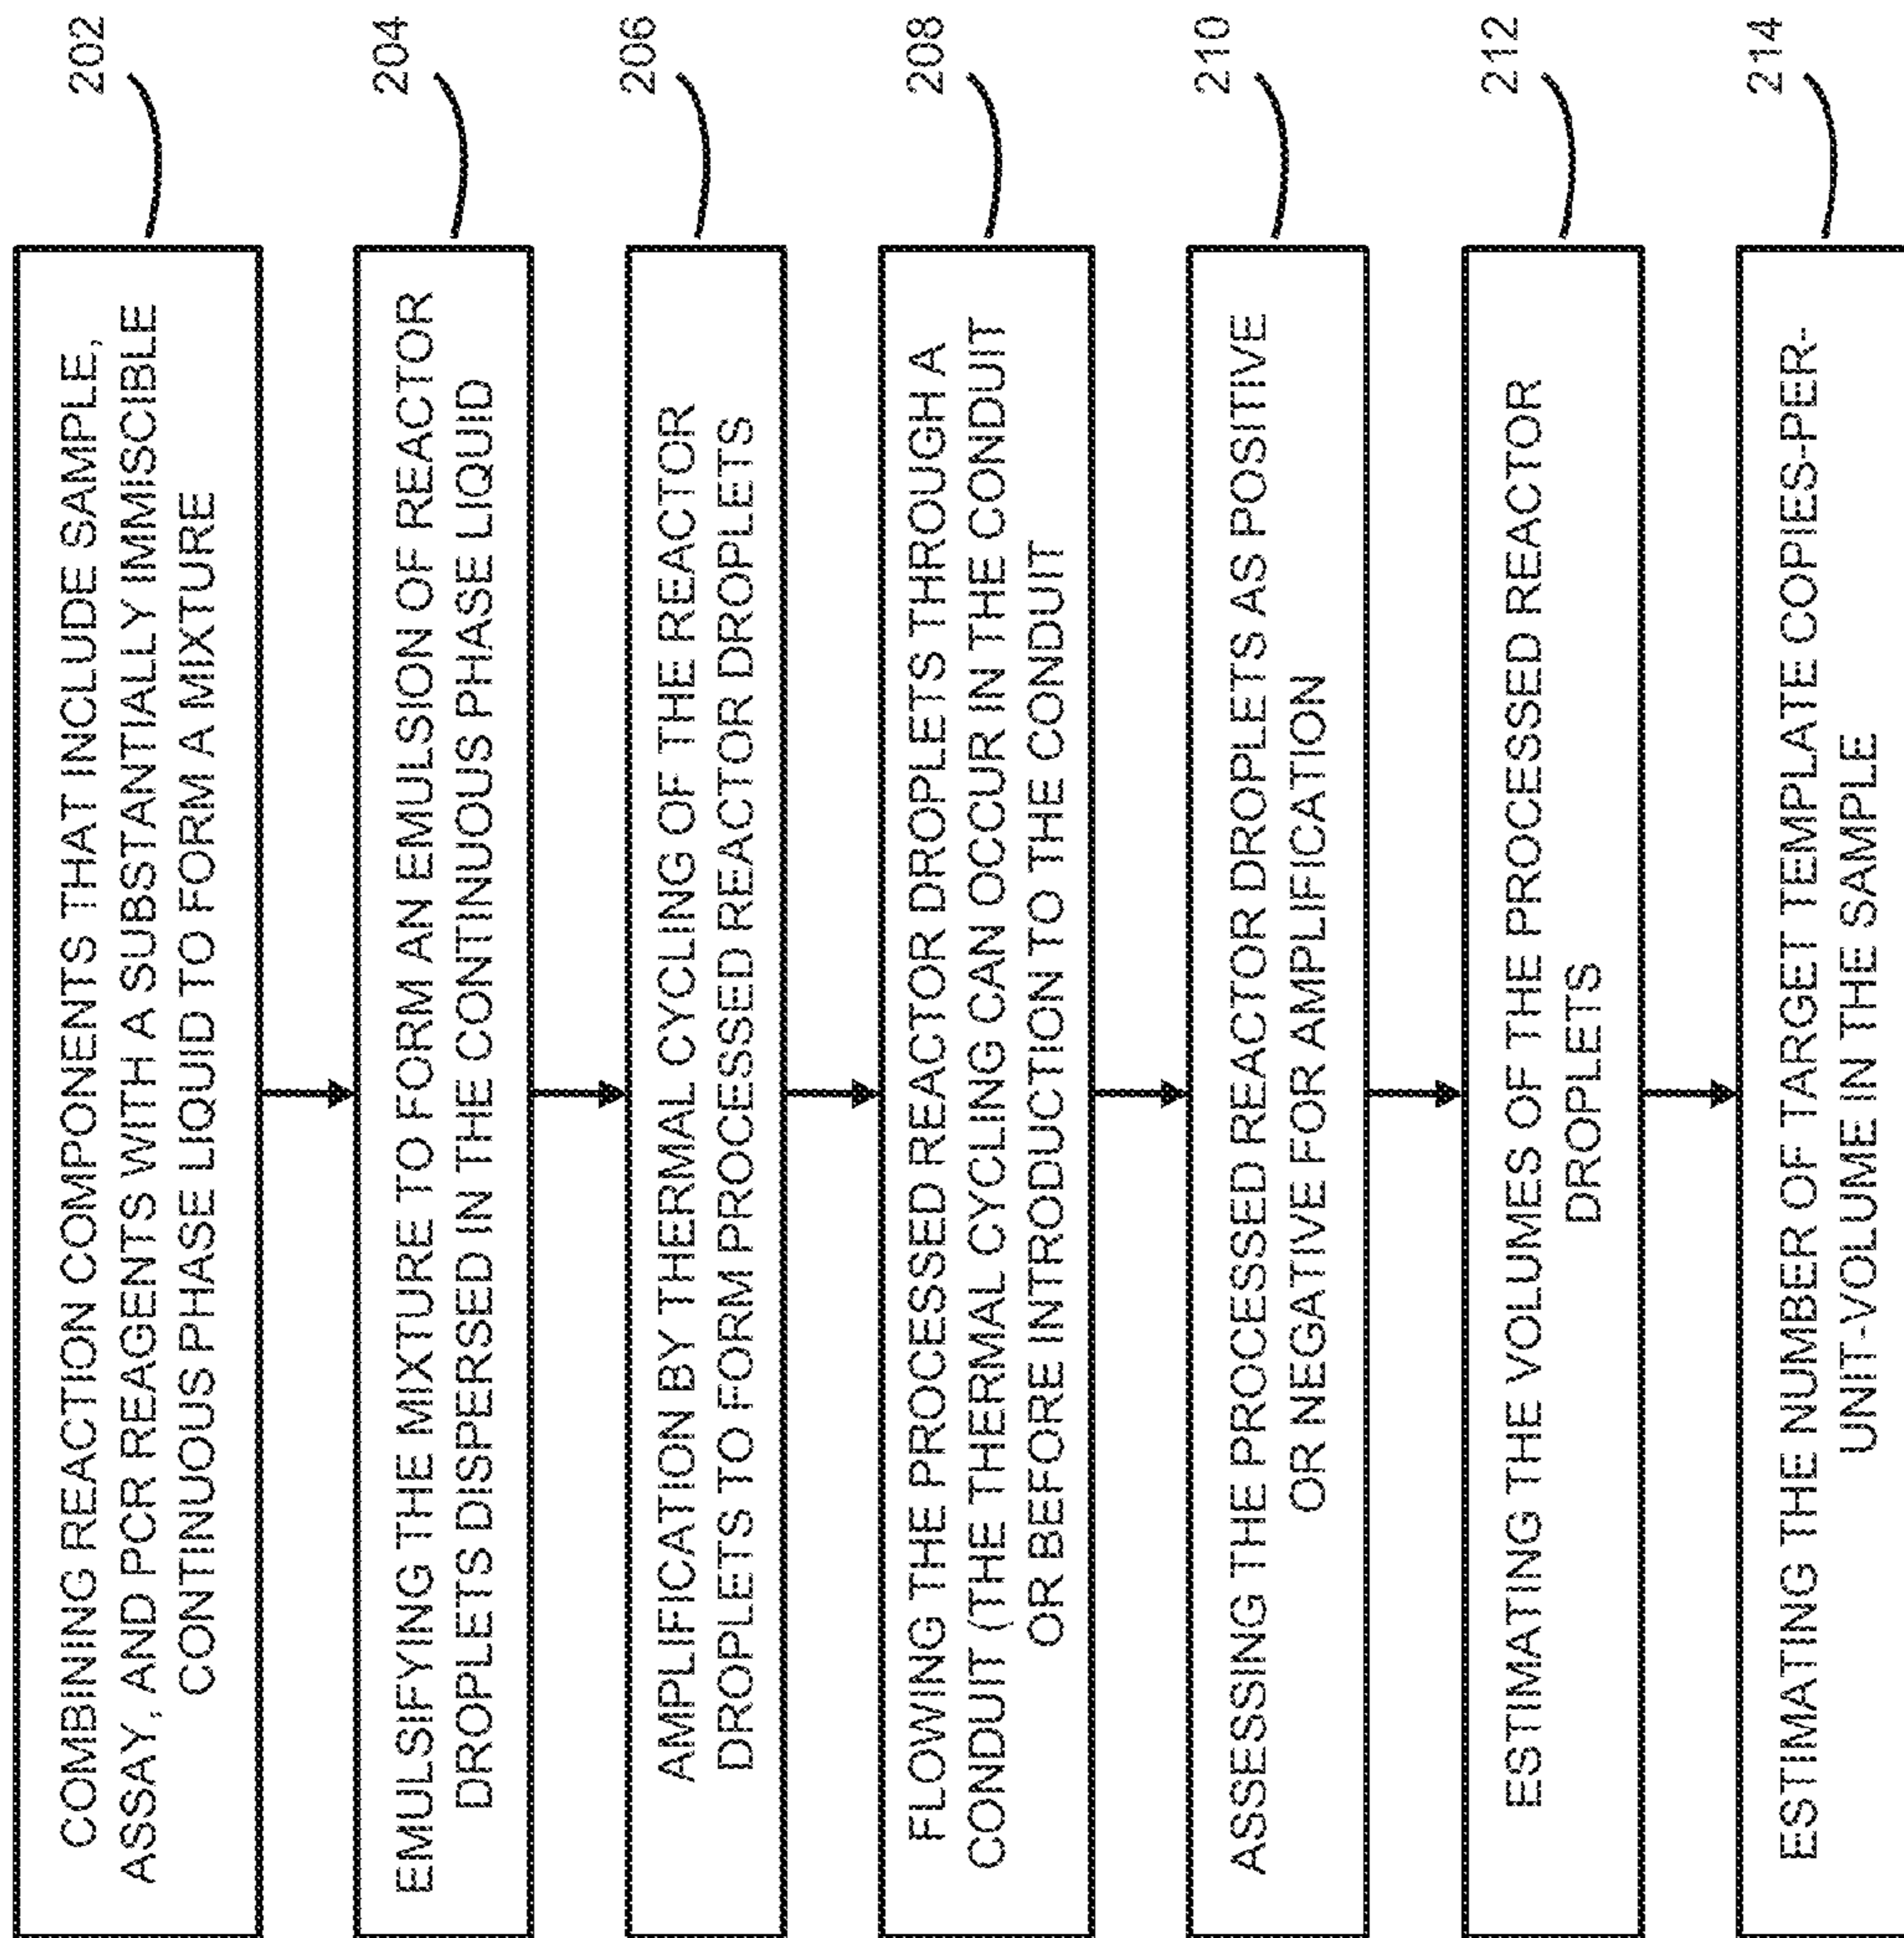 COMBINING REACTION COMPONENTS THAT INCLUDE SAMPLE,
ASSAY, AND PCR REAGENTS WITH A SUBSTANTIALLY IMMISCIBLE
CONTINUOUS PHASE LIQUID TO FORM A MIXTURE
202
EMULSIFYING THE MIXTURE TO FORM AN EMULSION OF REACTOR
DROPLETS DISPERSED IN THE CONTINUOUS PHASE LIQUID
204
AMPLIFICATION BY THERMAL CYCLING OF THE REACTOR
DROPLETS TO FORM PROCESSED REACTOR DROPLETS
206
FLOWING THE PROCESSED REACTOR DROPLETS THROUGH A
CONDUIT (THE THERMAL CYCLING CAN OCCUR IN THE CONDUIT
OR BEFORE INTRODUCTION TO THE CONDUIT
208
ASSESSING THE PROCESSED REACTOR DROPLETS AS POSITIVE
OR NEGATIVE FOR AMPLIFICATION
210
ESTIMATING THE VOLUMES OF THE PROCESSED REACTOR
DROPLETS
212
ESTIMATING THE NUMBER OF TARGET TEMPLATE COPIES-PER-
UNIT-VOLUME IN THE SAMPLE
214